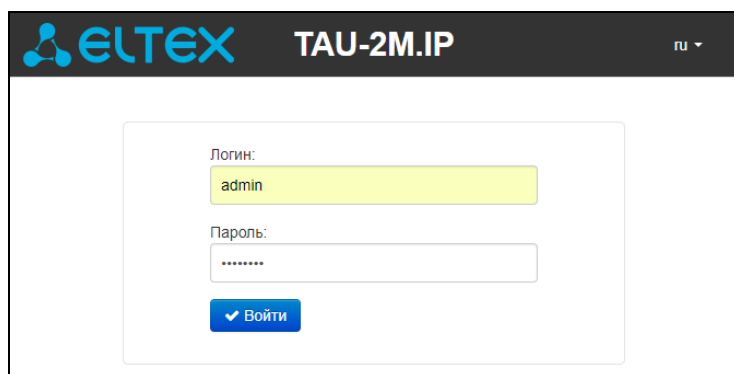 ELTEX TAU-2M.IP ru
Логин:
admin
Пароль:
••••••••
Войти